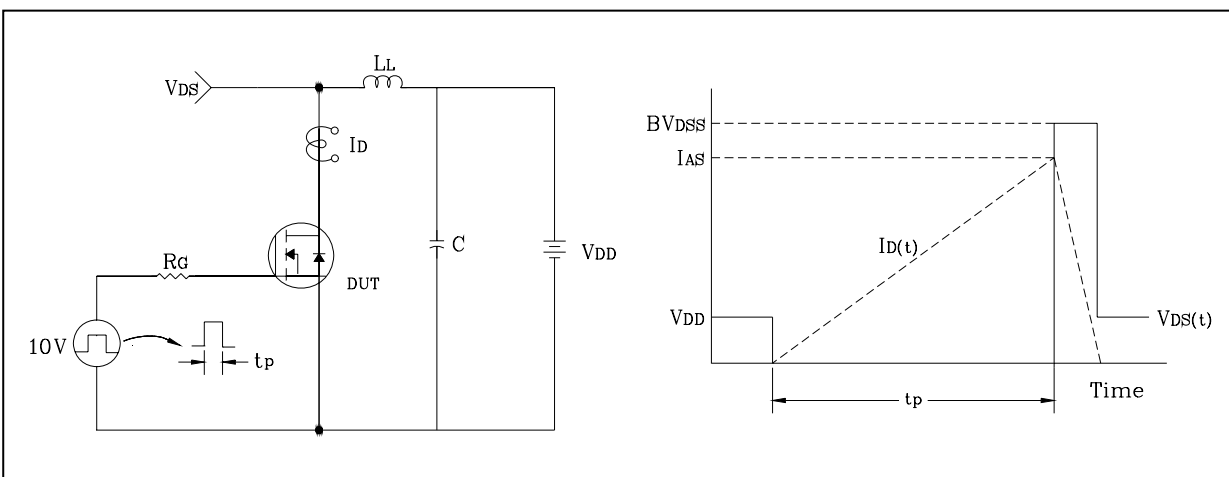 LL
VDS
ID
RG
C
VDD
DUT
10V
tp
BVDSS
IAS
ID(t)
VDD
VDS(t)
tp
Time